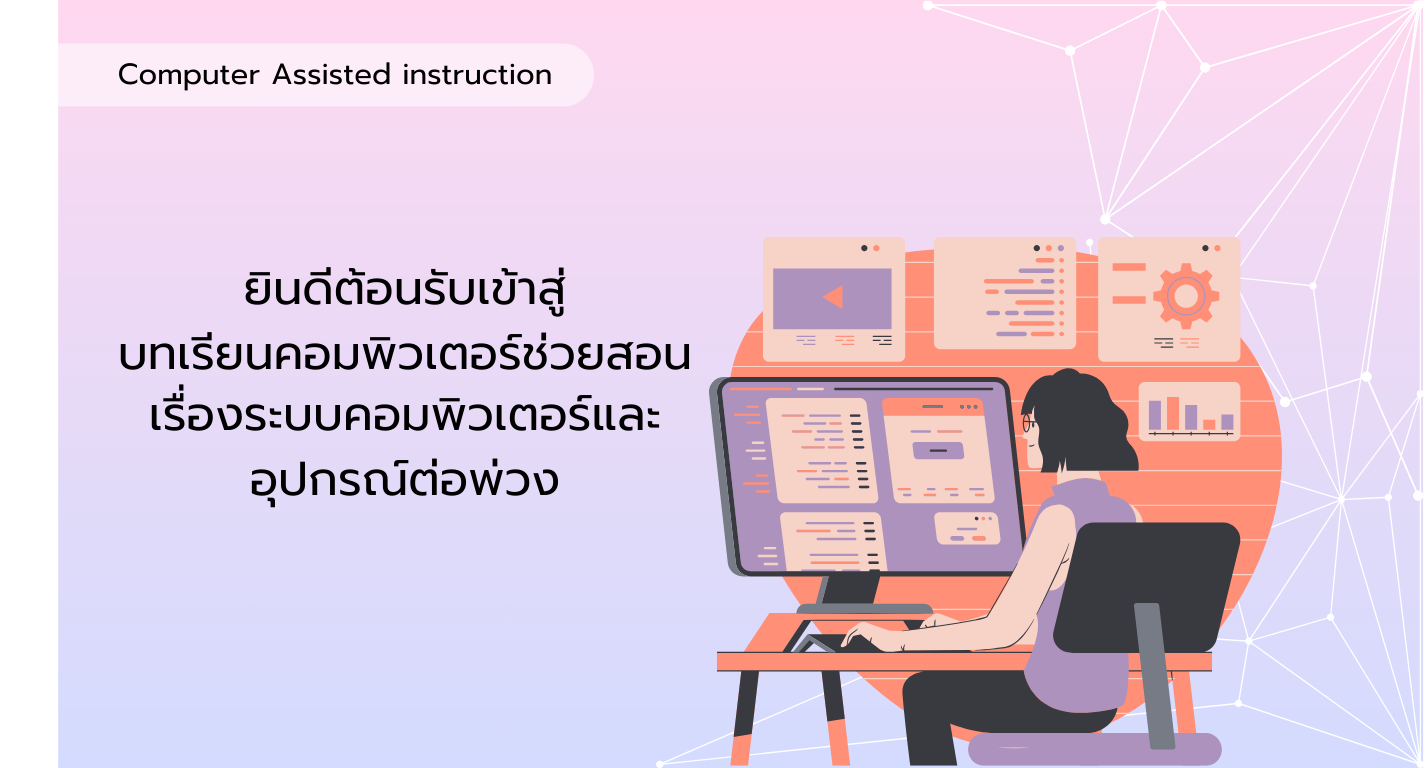 Computer Assisted instruction
ยินดีต้อนรับเข้าสู่
บทเรียนคอมพิวเตอร์ช่วยสอน
เรื่องระบบคอมพิวเตอร์และ
อุปกรณ์ต่อพ่วง